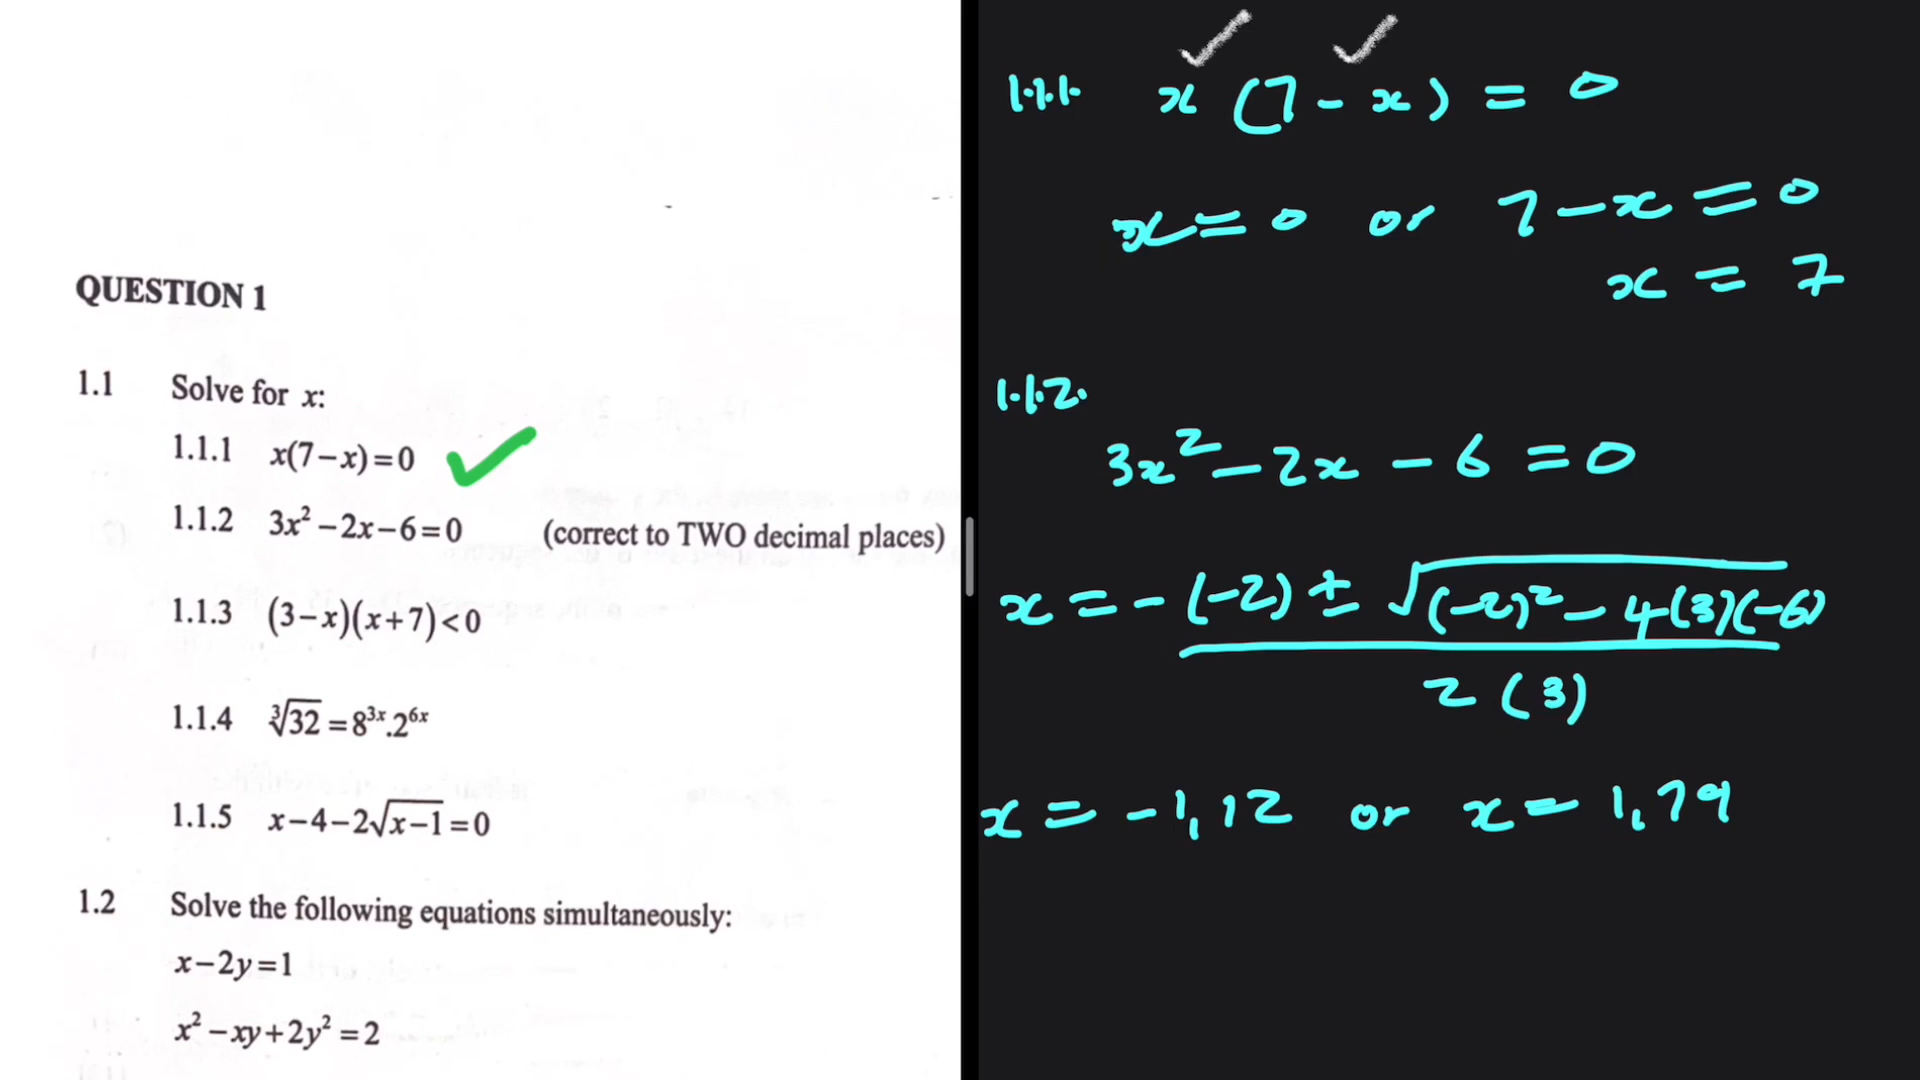 QUESTION 1
1.1 Solve for x:
1.1.1 x(7−x)=0
1.1.2 3x²−2x−6=0 (correct to TWO decimal places)
1.1.3 (3−x)(x+7)<0
1.1.4 ∛32=8³ˣ.2⁶ˣ
1.1.5 x−4−2√(x−1)=0
1.2 Solve the following equations simultaneously:
x−2y=1
x²−xy+2y²=2
1.1.1. x(7−x)=0
x=0 or 7−x=0
x=7
1.1.2.
3x²−2x−6=0
x=−(−2)±√(−2)²−4(3)(−6)
2(3)
x=−1,12 or x=1,79